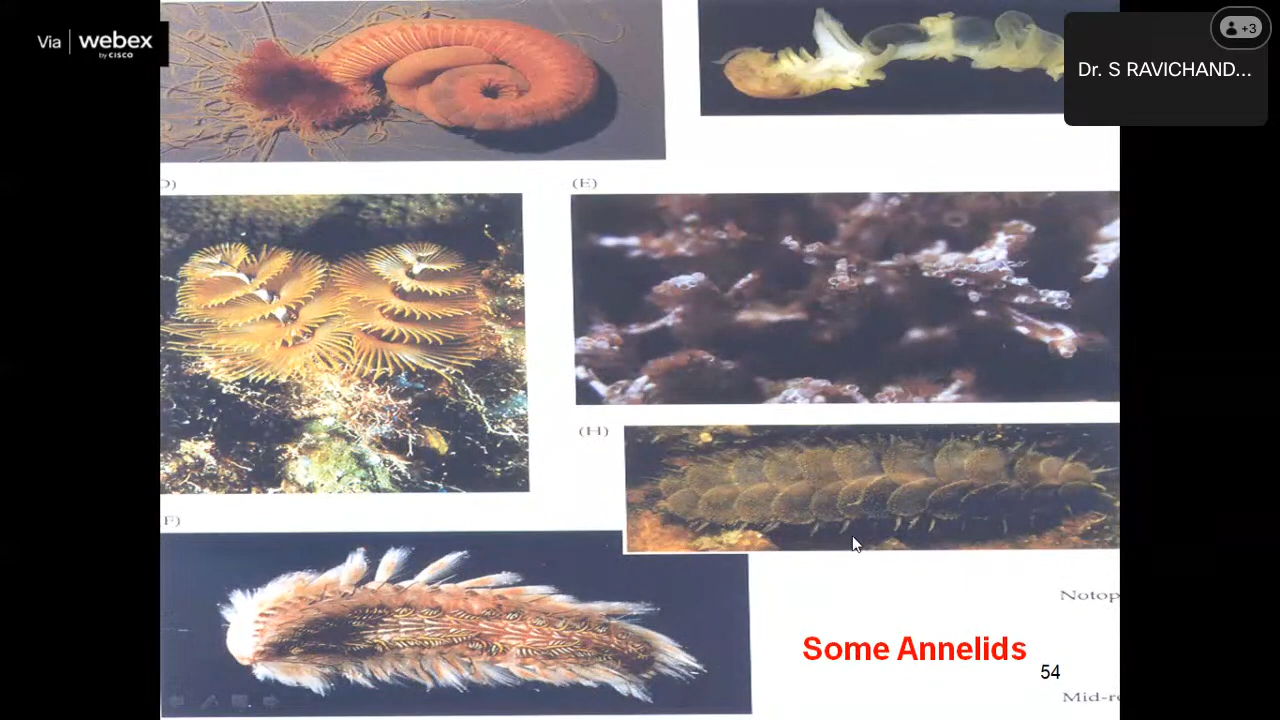 Via webex
by CISCO
+3
Dr. S RAVICHAND...
D)
(E)
(H)
F)
Notop
Some Annelids
54
Mid-r